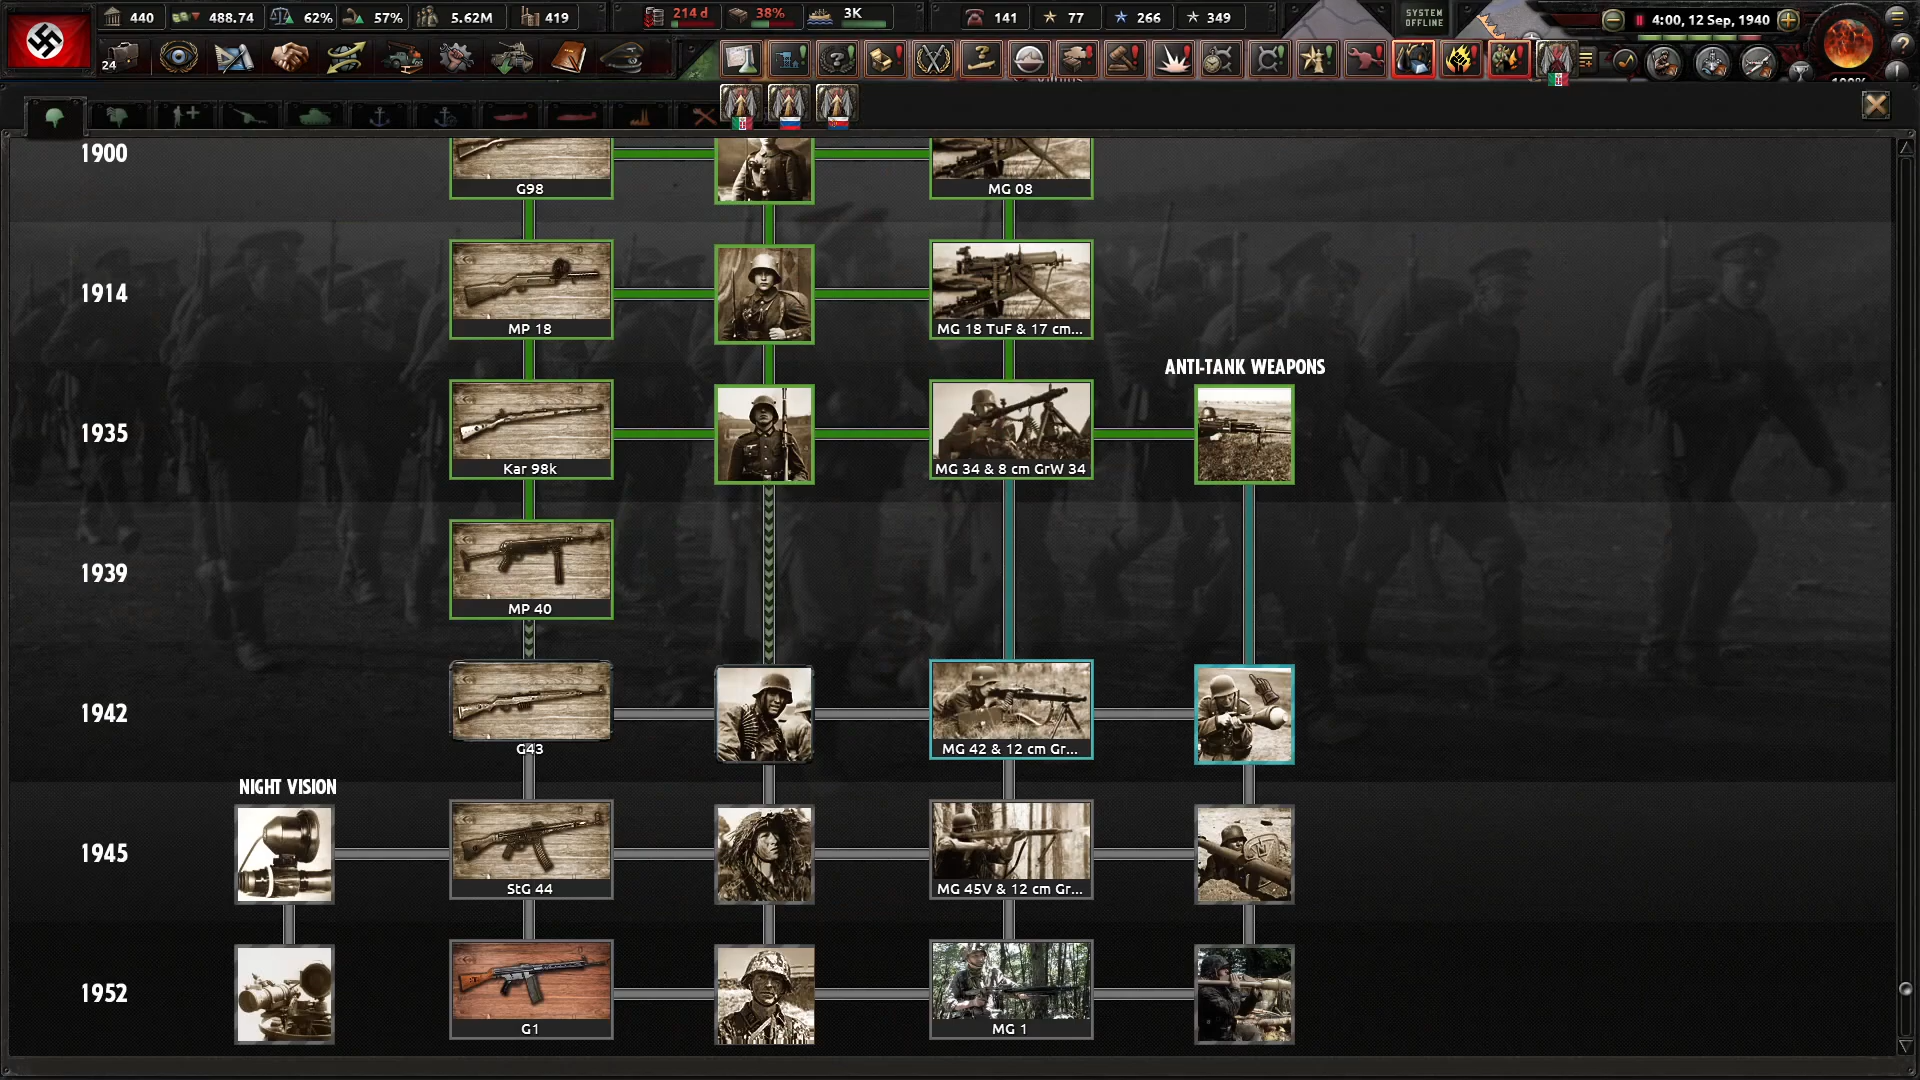 440
488.74
62%
57%
5.62M
419
214 d
38%
3K
141
77
266
349
SYSTEM
OFFLINE
4:00, 12 Sep, 1940
24
1900
G98
MG 08
1914
MP 18
MG 18 TuF & 17 cm...
ANTI-TANK WEAPONS
1935
Kar 98k
MG 34 & 8 cm GrW 34
1939
MP 40
1942
G43
MG 42 & 12 cm Gr...
NIGHT VISION
1945
StG 44
MG 45V & 12 cm Gr...
1952
G1
MG 1